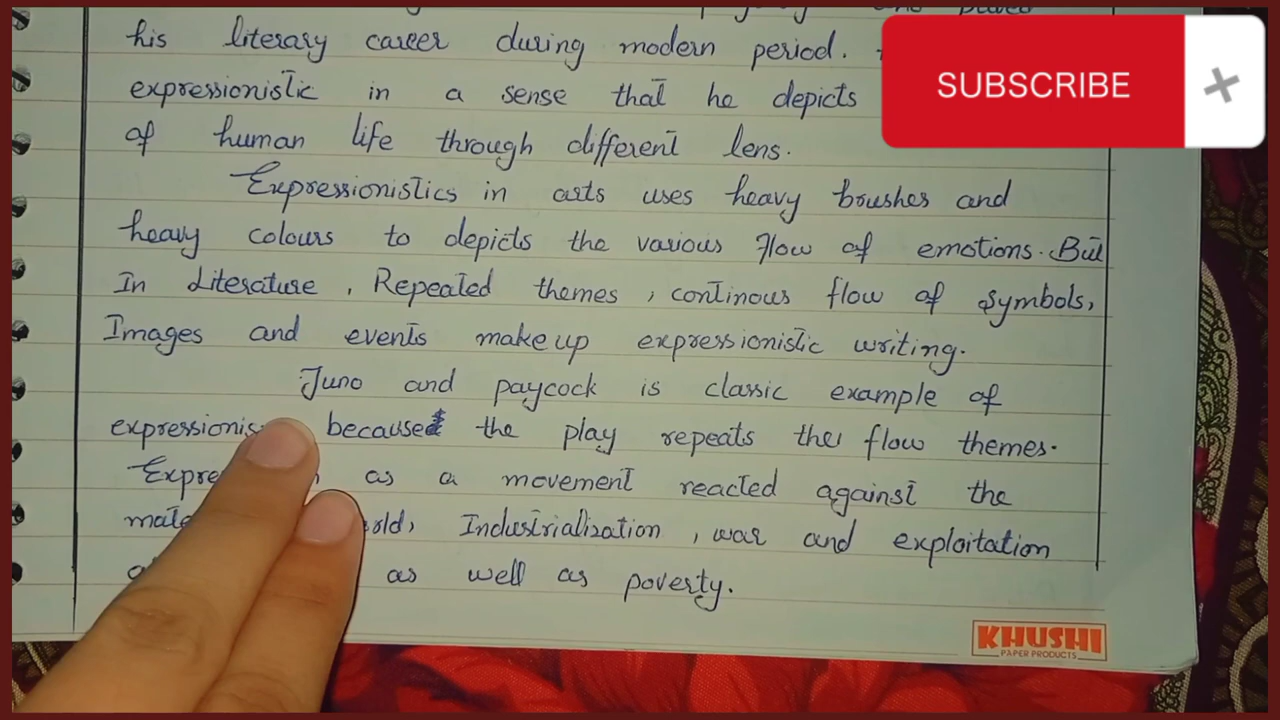 his literary career during modern period.
expressionistic in a sense that he depicts
of human life through different lens.
Expressionistics in arts uses heavy brushes and
heavy colours to depicts the various flow of emotions. But
In Literature, Repeated themes, continous flow of symbols,
Images and events make up expressionistic writing.
Juno and paycock is classic example of
because the play repeats the flow themes.
as a movement reacted against the
Industrialization, war and exploitation
as well as poverty.
SUBSCRIBE
KHUSHI
PAPER PRODUCTS